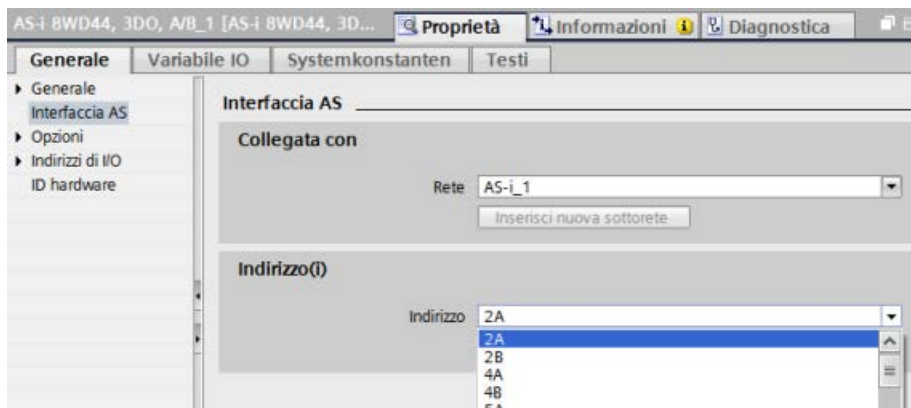 AS-i 8WD44, 3DO, A/B_1 [AS-i 8WD44, 3D... Proprietà Informazioni Diagnostica
Generale Variabile IO Systemkonstanten Testi
Generale
Interfaccia AS
Opzioni
Indirizzi di I/O
ID hardware
Interfaccia AS
Collegata con
Rete AS-i_1
Inserisci nuova sottorete
Indirizzo(i)
Indirizzo 2A
2A
2B
4A
4B
5A